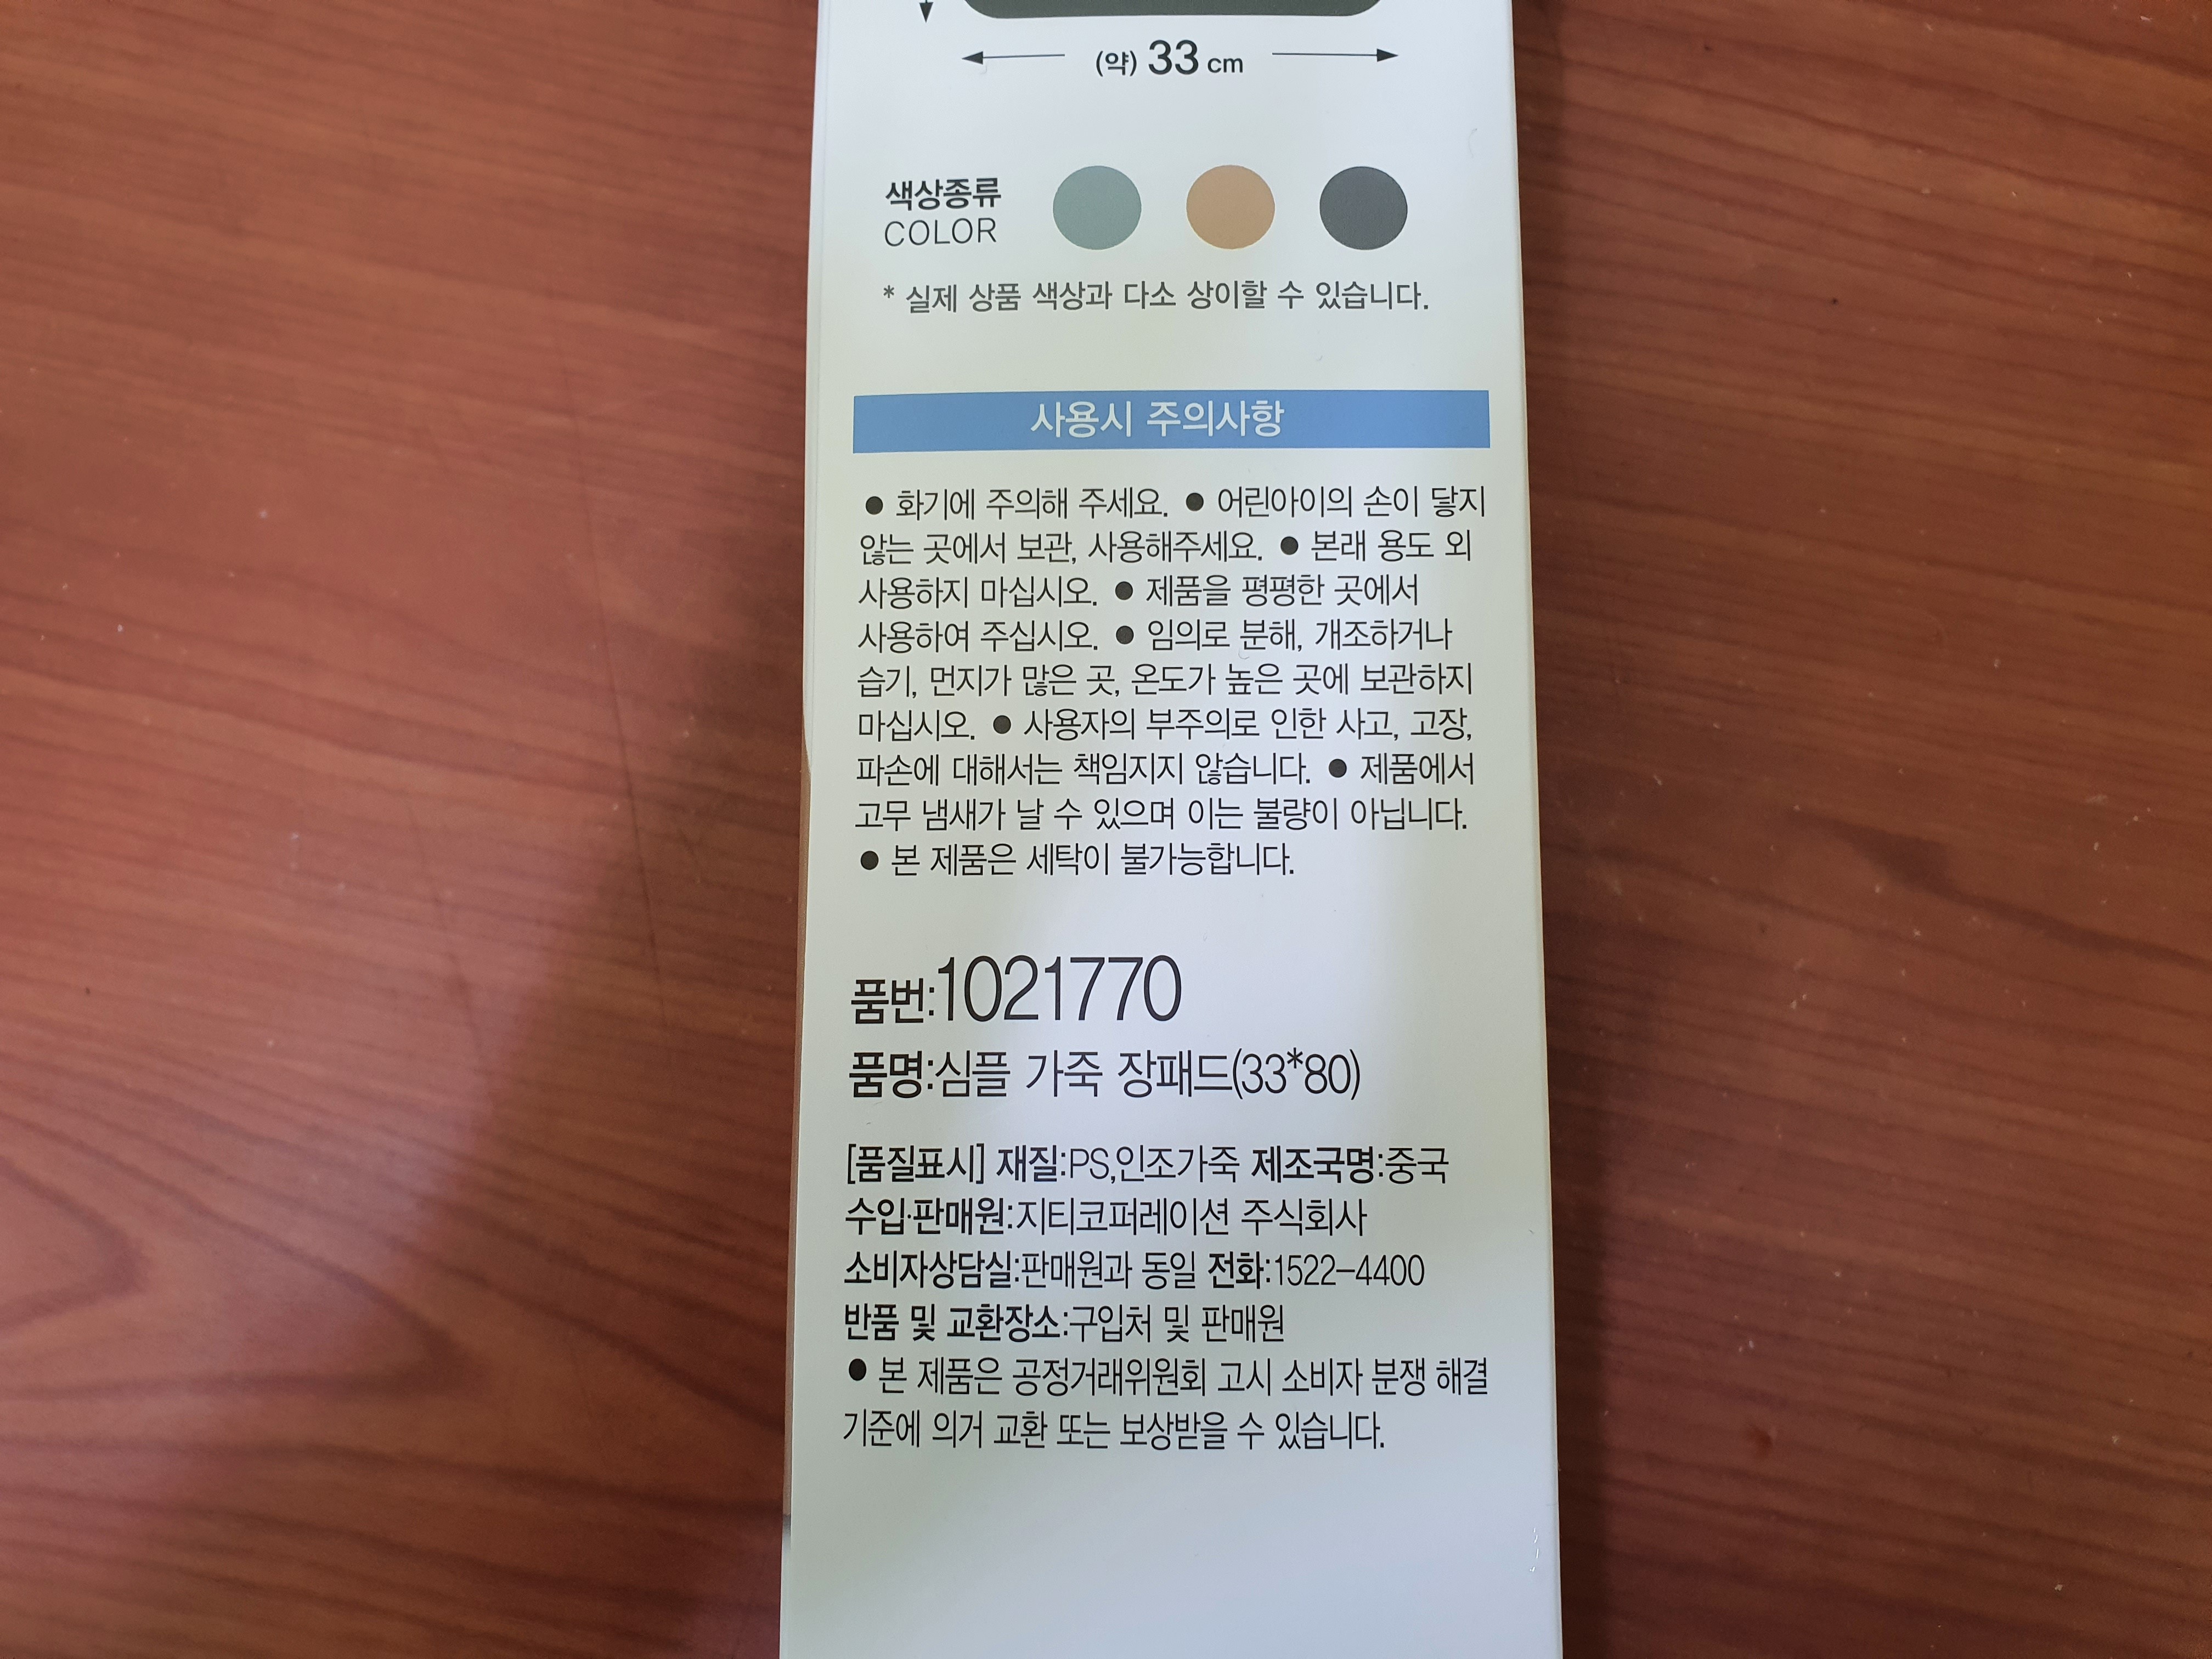 (약) 33 cm
색상종류
COLOR
* 실제 상품 색상과 다소 상이할 수 있습니다.
사용시 주의사항
● 화기에 주의해 주세요. ● 어린아이의 손이 닿지
않는 곳에서 보관, 사용해주세요. ● 본래 용도 외
사용하지 마십시오. ● 제품을 평평한 곳에서
사용하여 주십시오. ● 임의로 분해, 개조하거나
습기, 먼지가 많은 곳, 온도가 높은 곳에 보관하지
마십시오. ● 사용자의 부주의로 인한 사고, 고장,
파손에 대해서는 책임지지 않습니다. ● 제품에서
고무 냄새가 날 수 있으며 이는 불량이 아닙니다.
● 본 제품은 세탁이 불가능합니다.
품번:1021770
품명:심플 가죽 장패드(33*80)
[품질표시] 재질:PS,인조가죽 제조국명:중국
수입·판매원:지티코퍼레이션 주식회사
소비자상담실:판매원과 동일 전화:1522-4400
반품 및 교환장소:구입처 및 판매원
● 본 제품은 공정거래위원회 고시 소비자 분쟁 해결
기준에 의거 교환 또는 보상받을 수 있습니다.